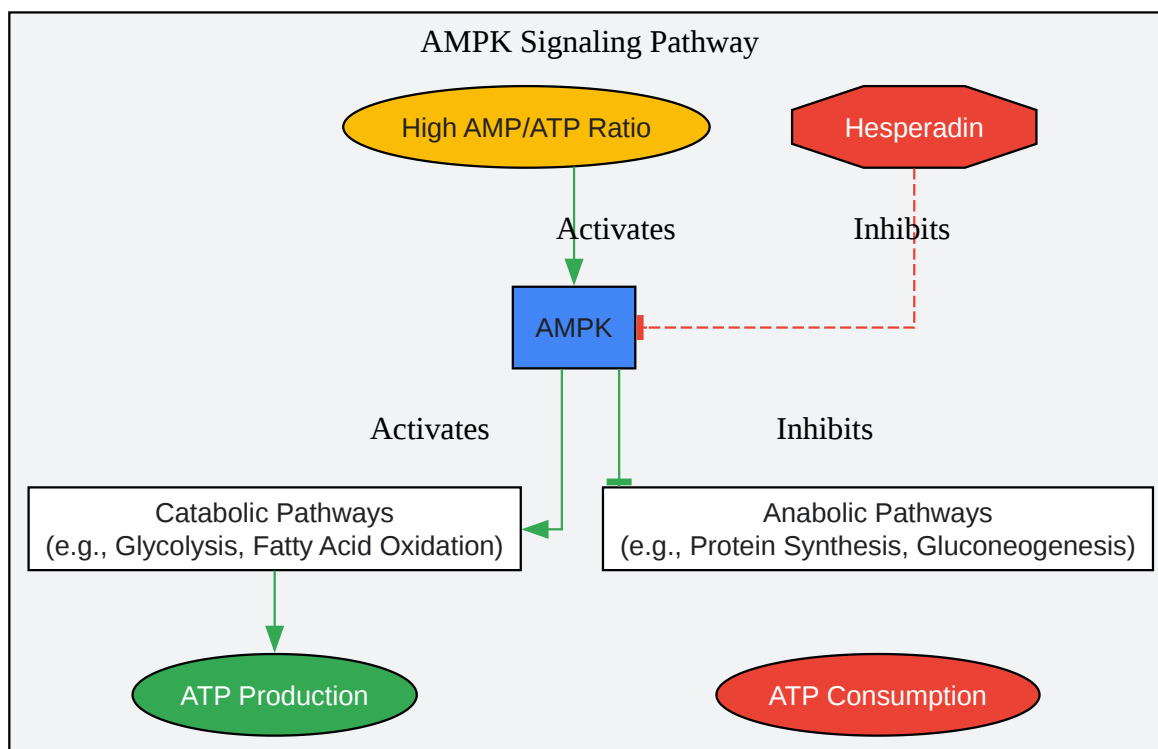 AMPK Signaling Pathway
High AMP/ATP Ratio
Hesperadin
Activates
Inhibits
AMPK
Activates
Inhibits
Catabolic Pathways
(e.g., Glycolysis, Fatty Acid Oxidation)
Anabolic Pathways
(e.g., Protein Synthesis, Gluconeogenesis)
ATP Production
ATP Consumption